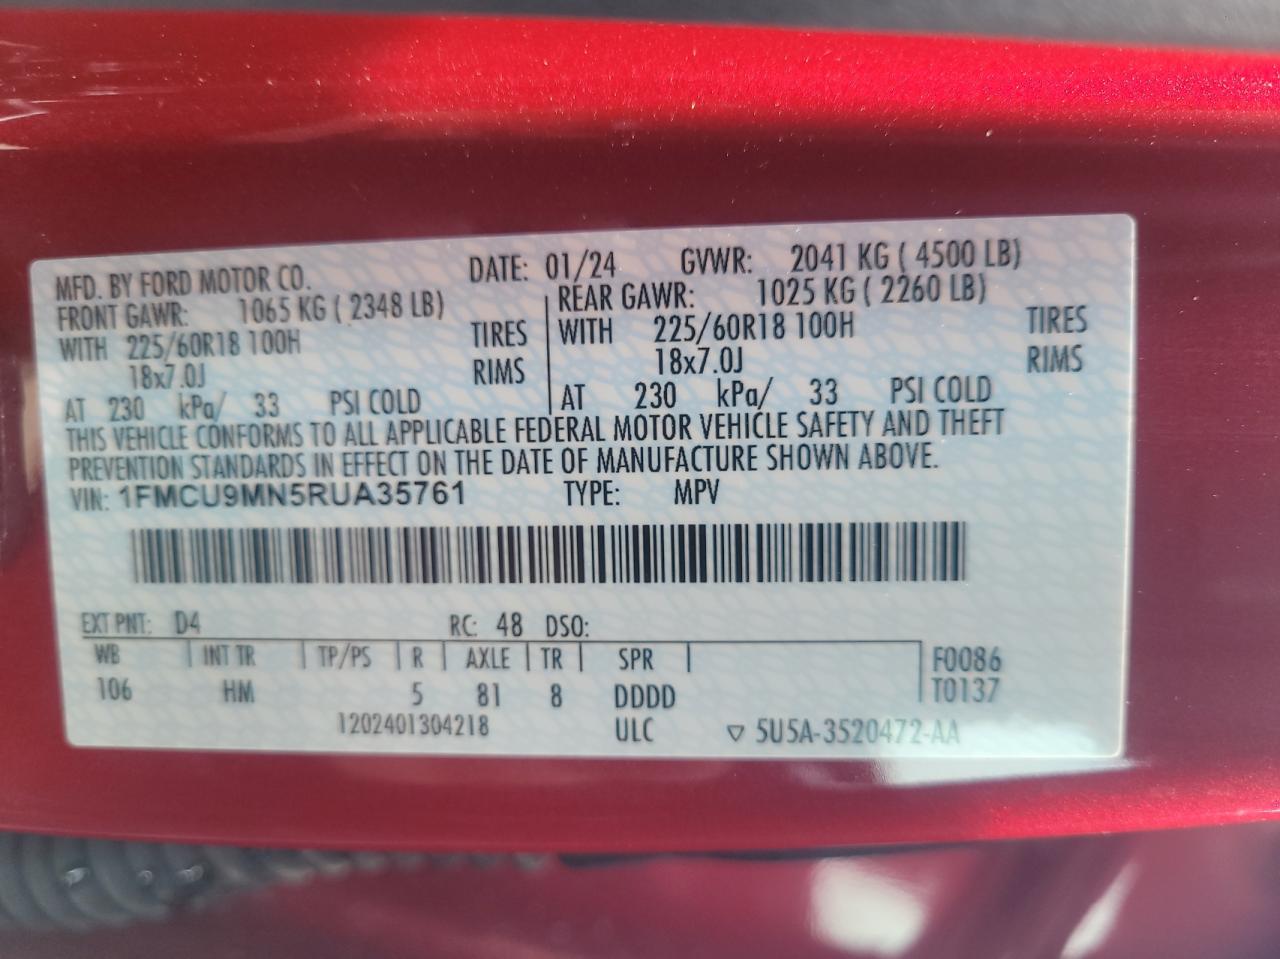 MFD. BY FORD MOTOR CO. DATE: 01/24 GVWR: 2041 KG ( 4500 LB)
FRONT GAWR: 1065 KG ( 2348 LB) REAR GAWR: 1025 KG ( 2260 LB)
WITH 225/60R18 100H TIRES WITH 225/60R18 100H TIRES
18x7.0J RIMS 18x7.0J RIMS
AT 230 kPa/ 33 PSI COLD AT 230 kPa/ 33 PSI COLD
THIS VEHICLE CONFORMS TO ALL APPLICABLE FEDERAL MOTOR VEHICLE SAFETY AND THEFT
PREVENTION STANDARDS IN EFFECT ON THE DATE OF MANUFACTURE SHOWN ABOVE.
VIN: 1FMCU9MN5RUA35761 TYPE: MPV
EXT PNT: D4 RC: 48 DSO:
WB INT TR TP/PS R AXLE TR SPR F0086
106 HM 5 81 8 DDDD T0137
1202401304218 ULC ▽ 5U5A-3520472-AA